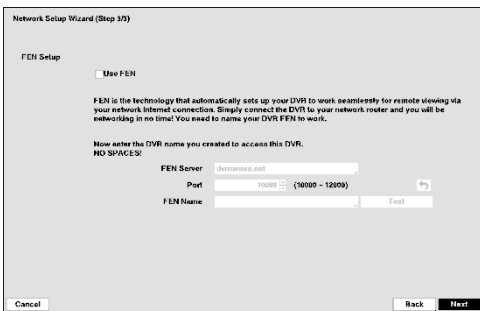 Network Setup Wizard (Step 3/3)
FEN Setup
Use FEN
FEN is the technology that automatically sets up your DVR to work seamlessly for remote viewing via
your network Internet connection. Simply connect the DVR to your network router and you will be
networking in no time! You need to name your DVR FEN to work.
Now enter the DVR name you created to access this DVR.
NO SPACES!
FEN Server dvrnames.net
Port 10088 (10000 - 12000)
FEN Name Test
Cancel Back Next